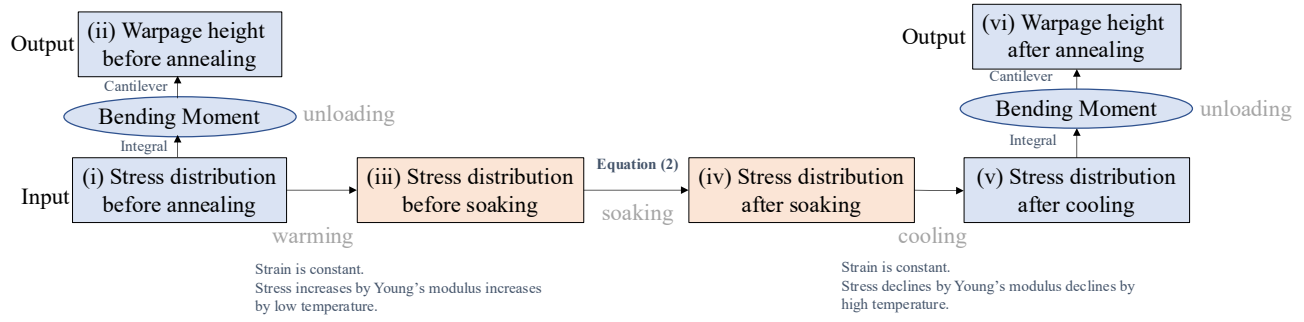 Output
(ii) Warpage height
before annealing
Cantilever
Bending Moment
unloading
Integral
Input
(i) Stress distribution
before annealing
warming
Strain is constant.
Stress increases by Young’s modulus increases
by low temperature.
(iii) Stress distribution
before soaking
Equation (2)
soaking
(iv) Stress distribution
after soaking
cooling
Strain is constant.
Stress declines by Young’s modulus declines by
high temperature.
(v) Stress distribution
after cooling
Integral
Bending Moment
unloading
Cantilever
Output
(vi) Warpage height
after annealing